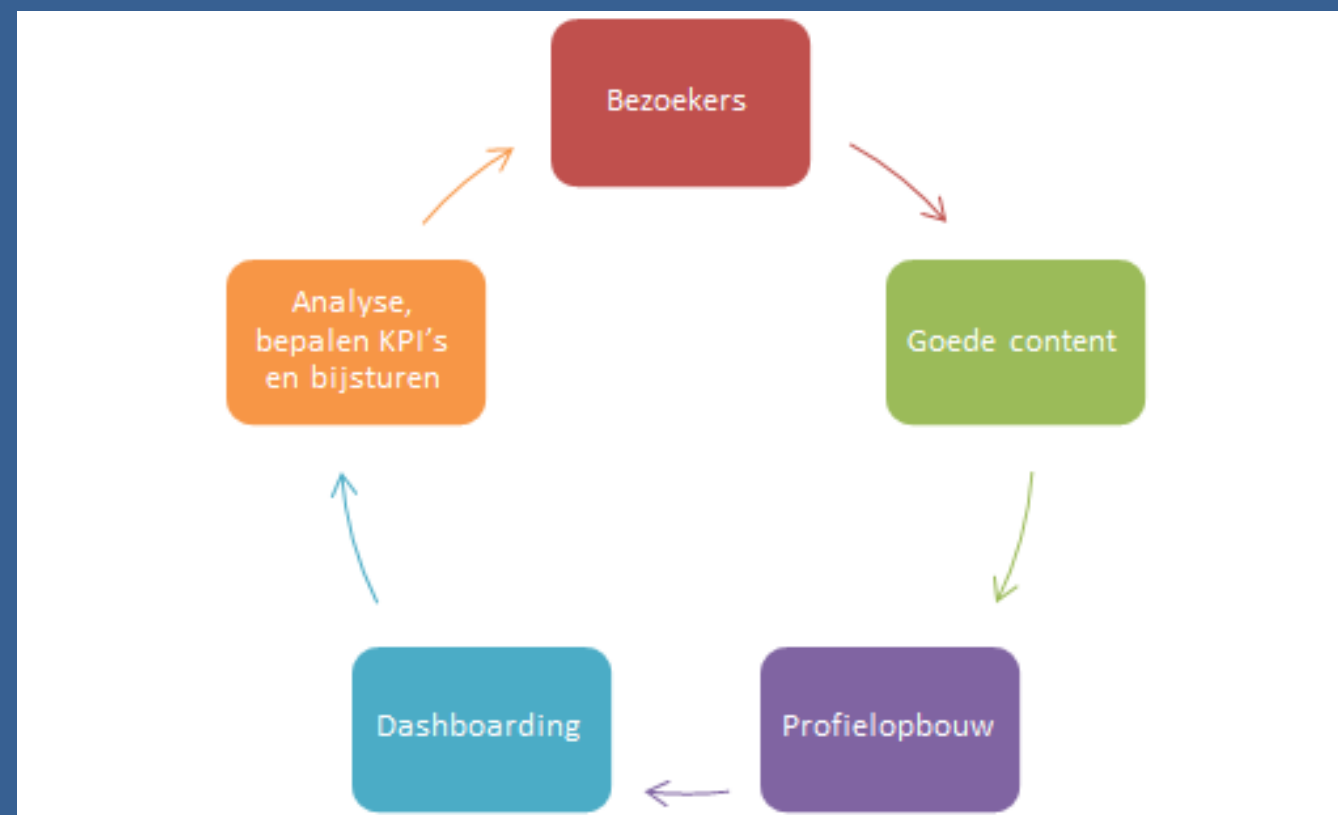 Bezoekers
Goede content
Profielopbouw
Dashboarding
Analyse,
bepalen KPI’s
en bijsturen